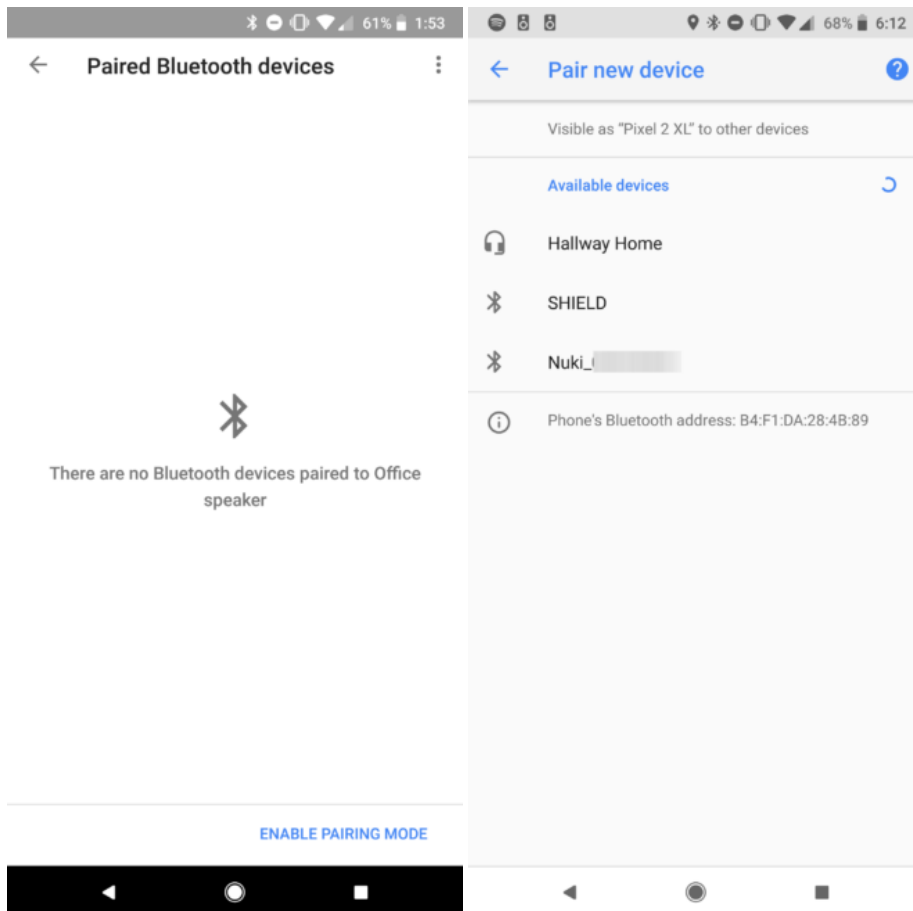 61% 1:53
Paired Bluetooth devices
There are no Bluetooth devices paired to Office
speaker
ENABLE PAIRING MODE
68% 6:12
Pair new device
Visible as “Pixel 2 XL” to other devices
Available devices
Hallway Home
SHIELD
Nuki_
Phone's Bluetooth address: B4:F1:DA:28:4B:89